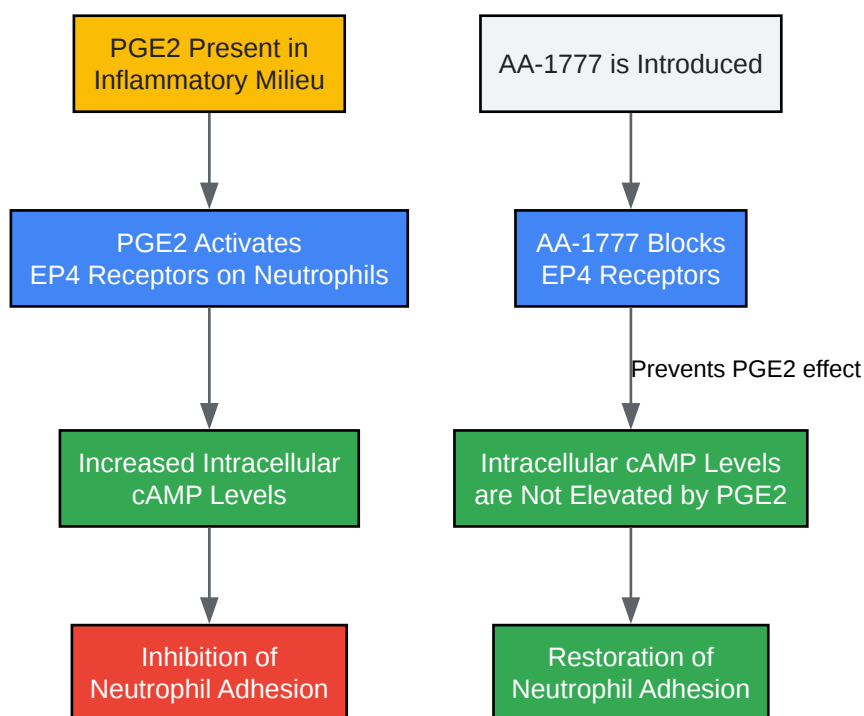 PGE2 Present in
Inflammatory Milieu
AA-1777 is Introduced
PGE2 Activates
EP4 Receptors on Neutrophils
AA-1777 Blocks
EP4 Receptors
Prevents PGE2 effect
Increased Intracellular
cAMP Levels
Intracellular cAMP Levels
are Not Elevated by PGE2
Inhibition of
Neutrophil Adhesion
Restoration of
Neutrophil Adhesion